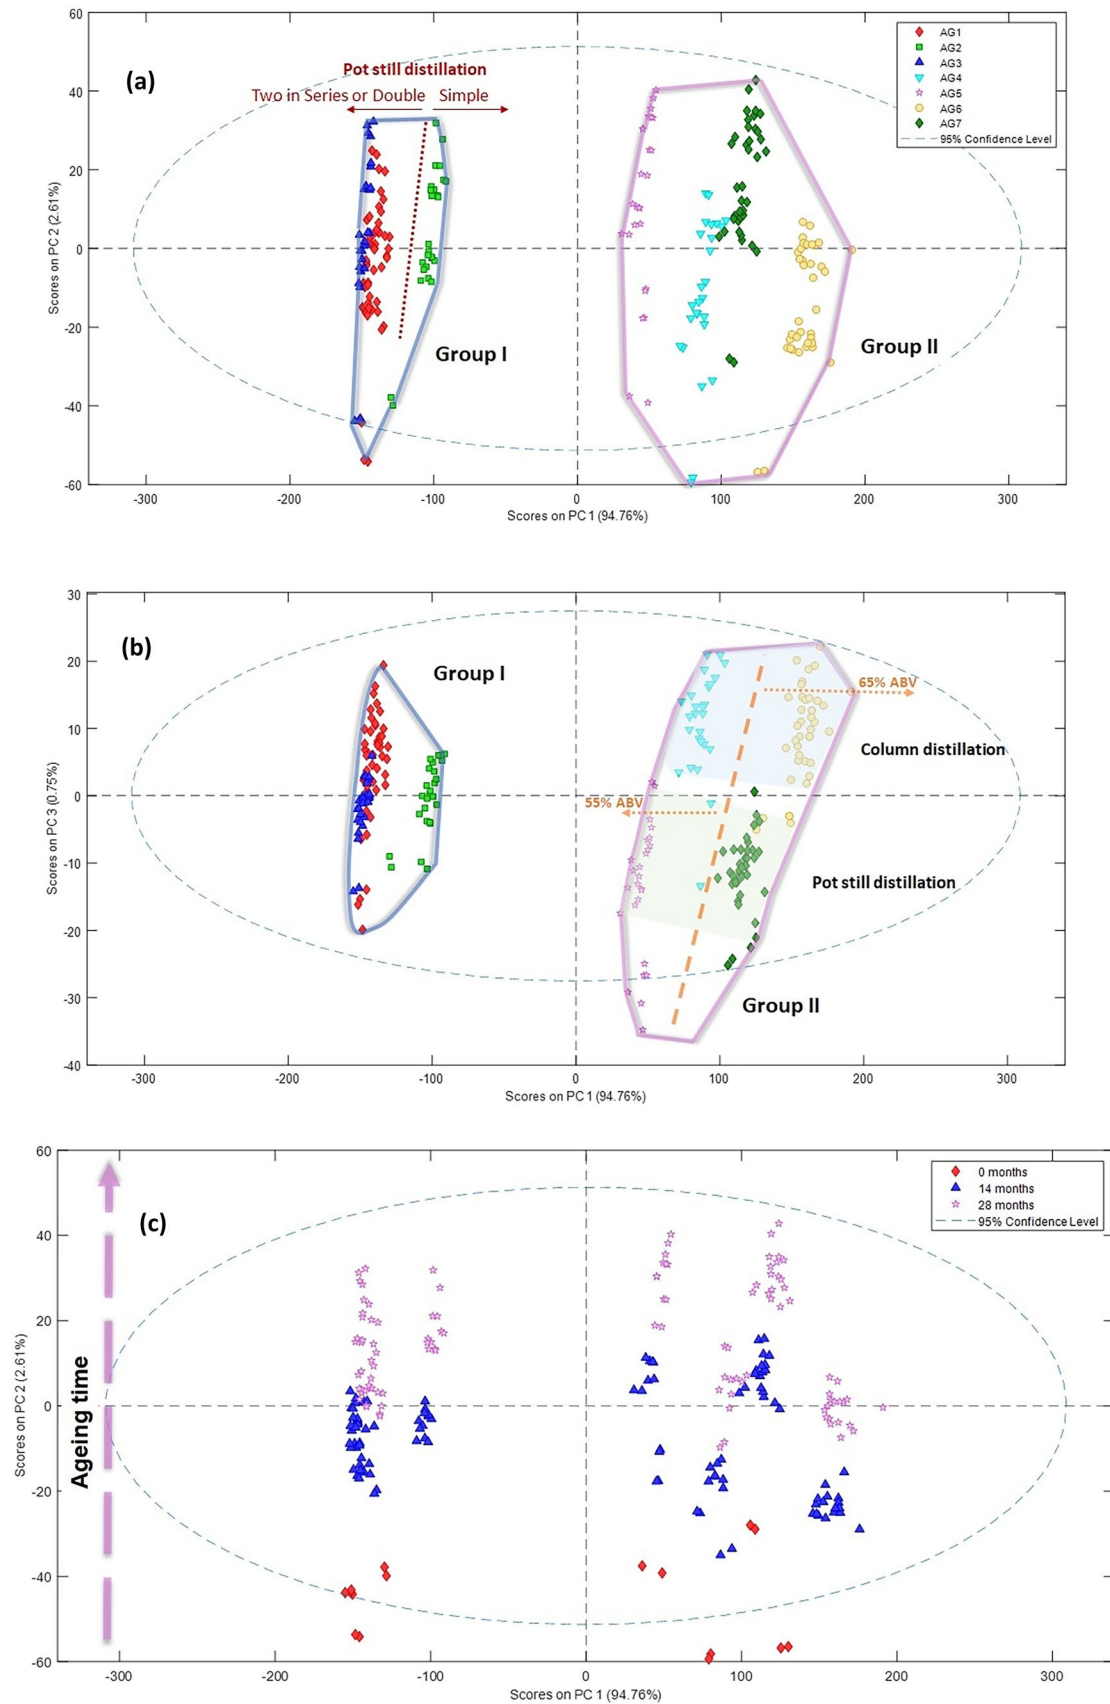 60
40
20
0
-20
-40
-60
Scores on PC 2 (2.61%)
(a)
Pot still distillation
Two in Series or Double
Simple
Group I
Group II
AG1
AG2
AG3
AG4
AG5
AG6
AG7
95% Confidence Level
-300
-200
-100
0
100
200
300
Scores on PC 1 (94.76%)
30
20
10
0
-10
-20
-30
-40
Scores on PC 3 (0.75%)
(b)
Group I
65% ABV
Column distillation
55% ABV
Pot still distillation
Group II
-300
-200
-100
0
100
200
300
Scores on PC 1 (94.76%)
60
40
20
0
-20
-40
-60
Scores on PC 2 (2.61%)
Ageing time
(c)
0 months
14 months
28 months
95% Confidence Level
-300
-200
-100
0
100
200
300
Scores on PC 1 (94.76%)